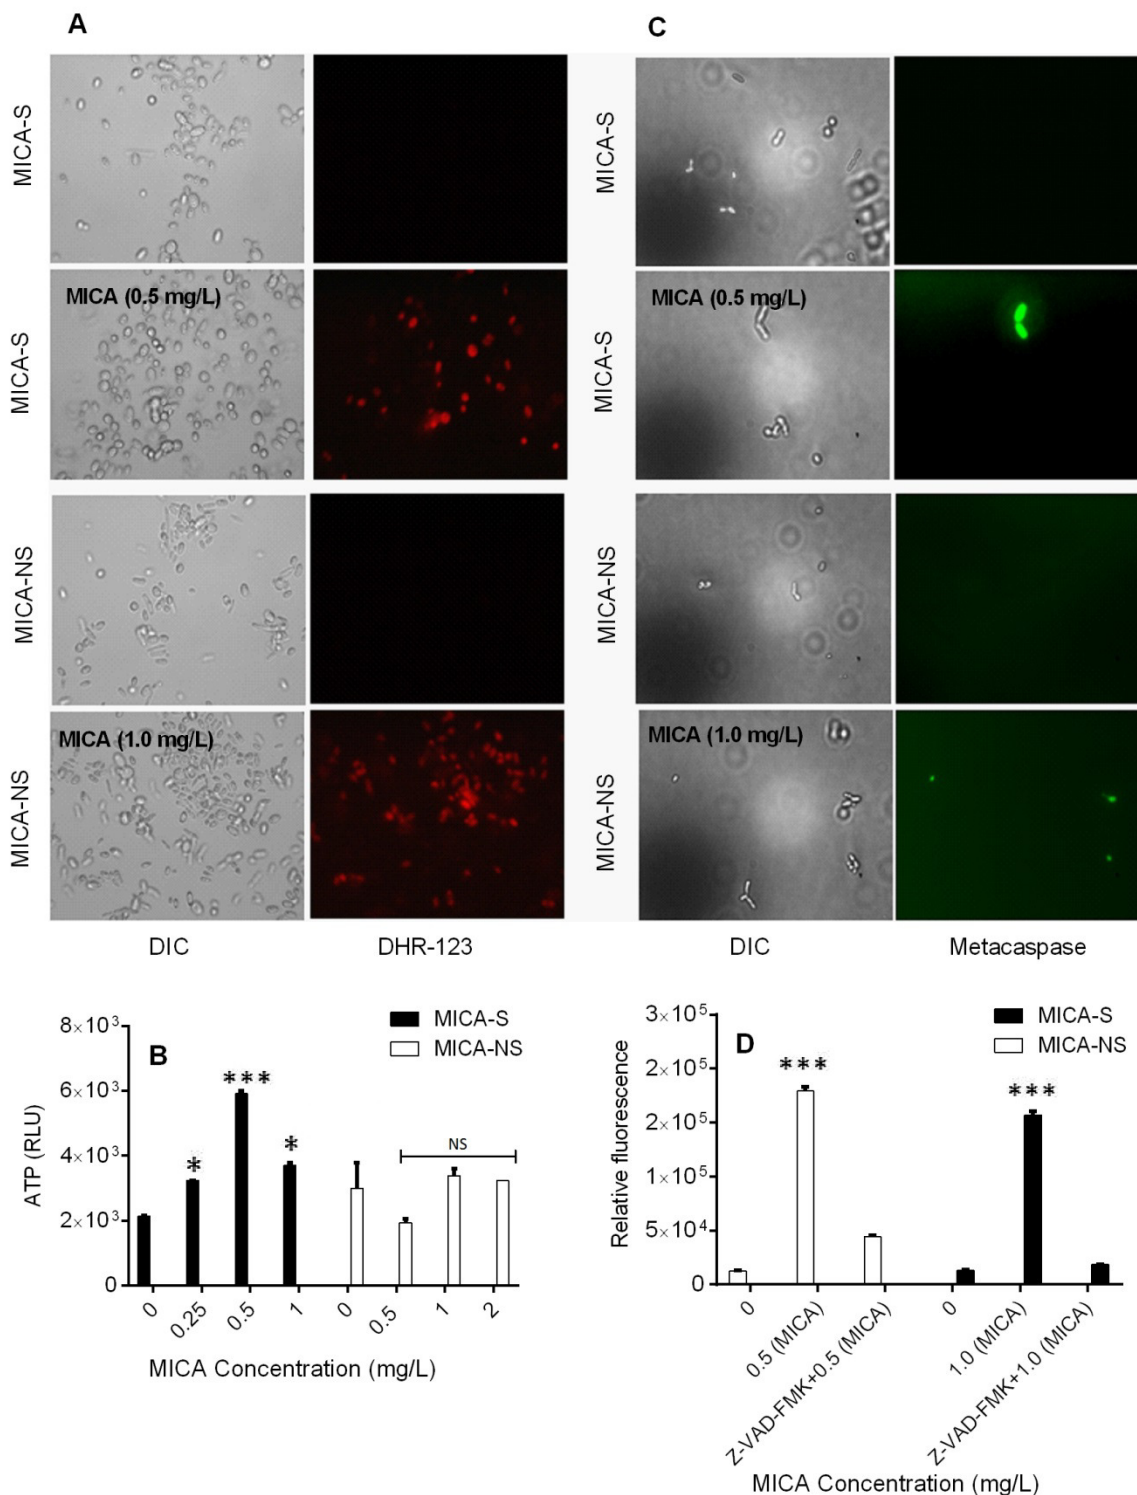 A
C
MICA-S
MICA-S
MICA (0.5 mg/L)
MICA-S
MICA (0.5 mg/L)
MICA-S
MICA-NS
MICA-NS
MICA (1.0 mg/L)
MICA-NS
MICA (1.0 mg/L)
MICA-NS
DIC
DHR-123
DIC
Metacaspase
B
MICA-S
MICA-NS
8×10³
6×10³
4×10³
2×10³
0
ATP (RLU)
*
***
*
NS
0
0.25
0.5
1
0
0.5
1
2
MICA Concentration (mg/L)
D
MICA-S
MICA-NS
3×10⁵
2×10⁵
2×10⁵
1×10⁵
5×10⁴
0
Relative fluorescence
***
***
0
0.5 (MICA)
Z-VAD-FMK+0.5 (MICA)
0
1.0 (MICA)
Z-VAD-FMK+1.0 (MICA)
MICA Concentration (mg/L)